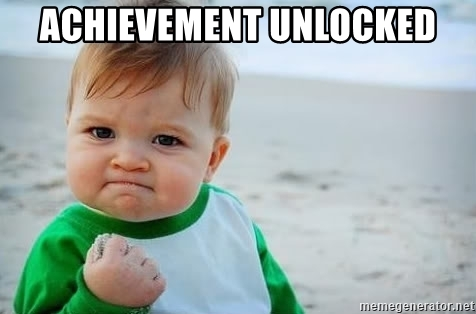 ACHIEVEMENT UNLOCKED
memegenerator.net